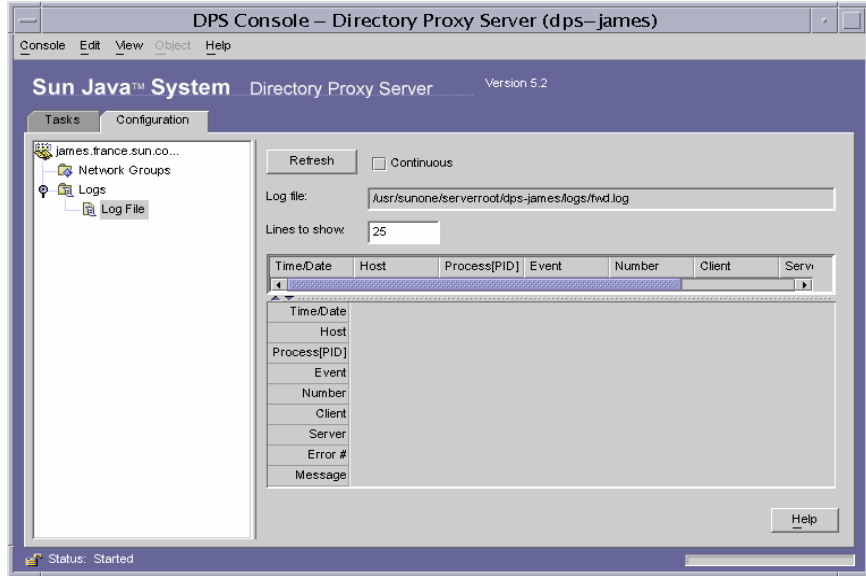 DPS Console – Directory Proxy Server (dps–james)
Console Edit View Object Help
Sun Java™ System Directory Proxy Server Version 5.2
Tasks Configuration
james.france.sun.co...
Network Groups
Logs
Log File
Refresh Continuous
Log file: /usr/sunone/serverroot/dps-james/logs/fwd.log
Lines to show: 25
Time/Date Host Process[PID] Event Number Client Serve
Time/Date
Host
Process[PID]
Event
Number
Client
Server
Error #
Message
Help
Status: Started